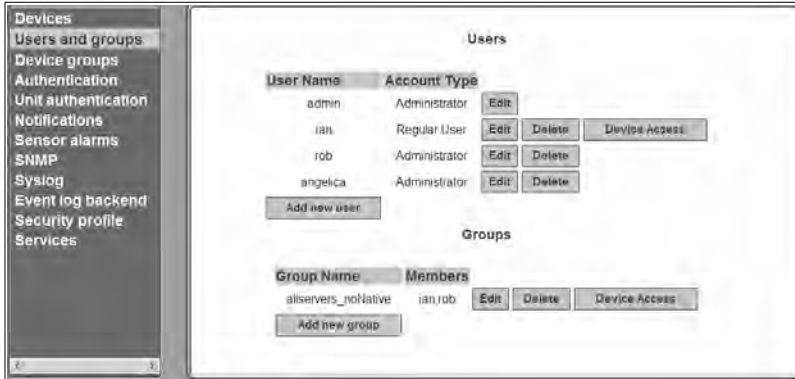 Devices
Users and groups
Device groups
Authentication
Unit authentication
Notifications
Sensor alarms
SNMP
Syslog
Event log backend
Security profile
Services
Users
User Name Account Type
admin Administrator Edit
ian Regular User Edit Delete Device Access
rob Administrator Edit Delete
angelica Administrator Edit Delete
Add new user
Groups
Group Name Members
allservers_noNative ian,rob Edit Delete Device Access
Add new group